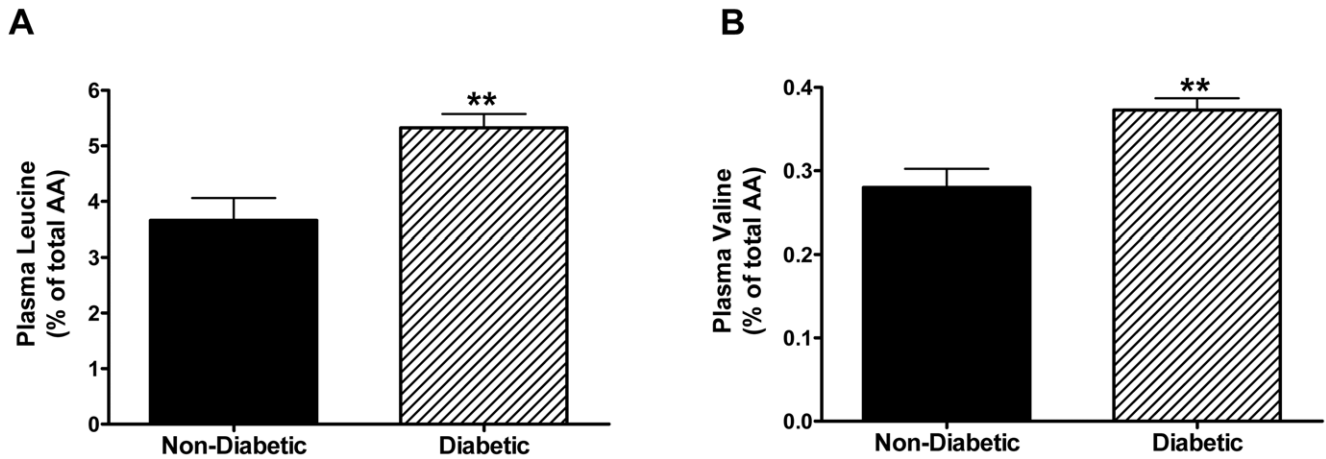 A
Plasma Leucine
(% of total AA)
6
5
4
3
2
1
0
**
Non-Diabetic
Diabetic
B
Plasma Valine
(% of total AA)
0.4
0.3
0.2
0.1
0.0
**
Non-Diabetic
Diabetic